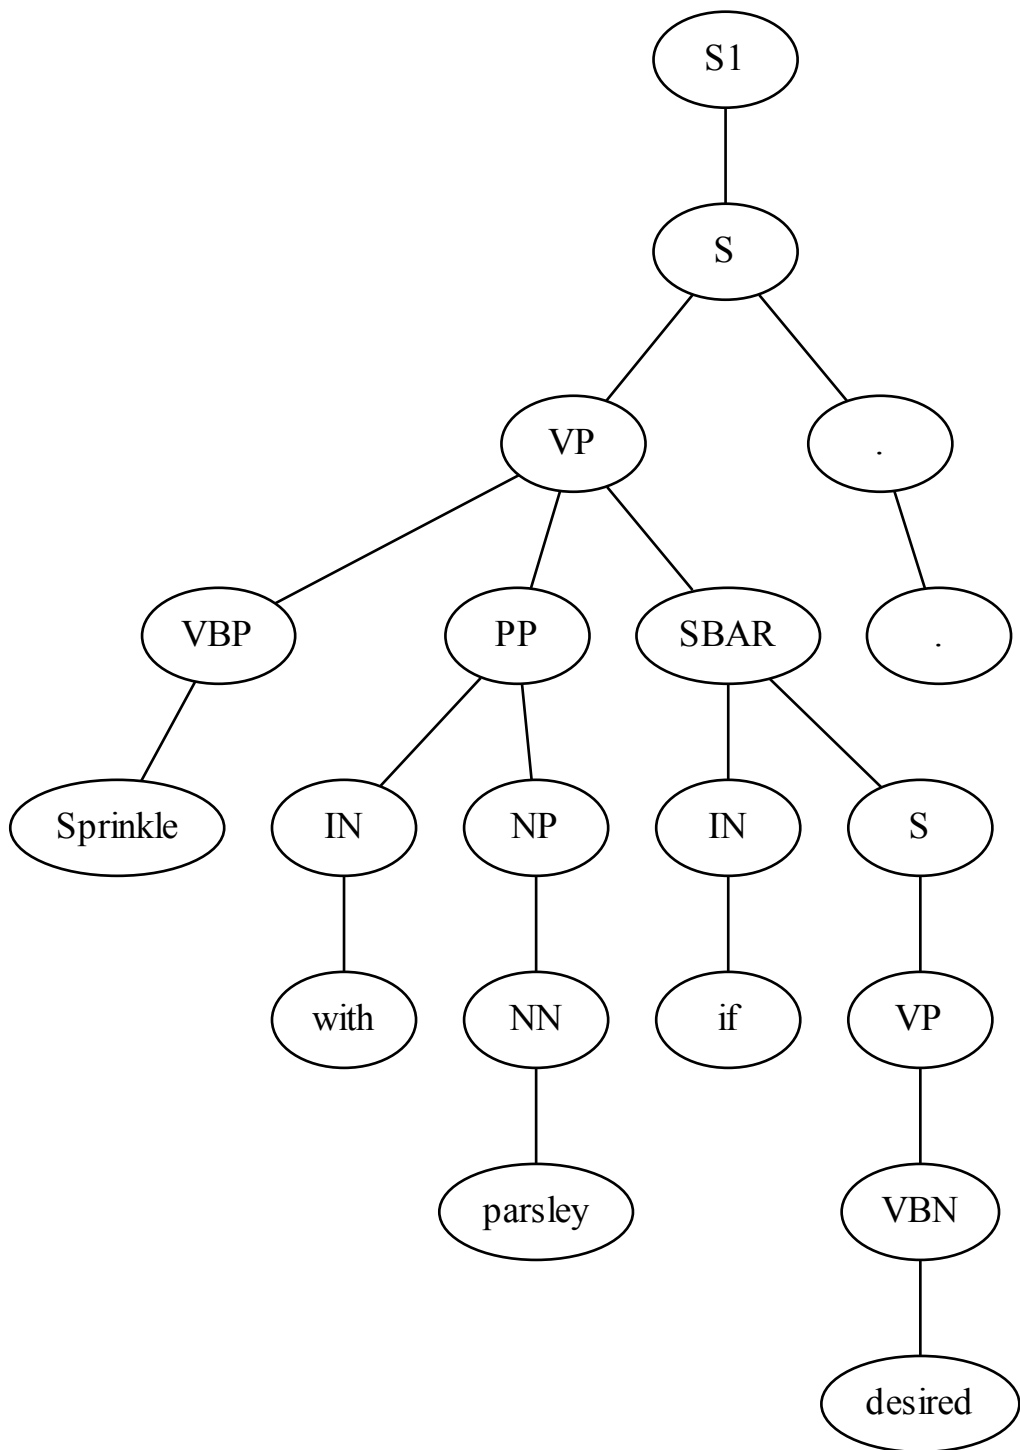 S1
S
VP .
VBP PP SBAR .
Sprinkle IN NP IN S
with NN if VP
parsley VBN
desired